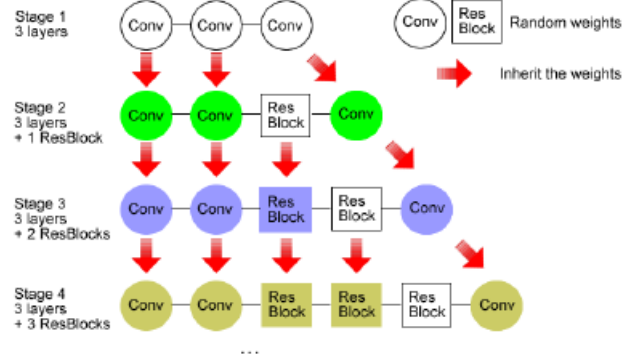 Stage 1
3 layers
Conv
Conv
Conv
Conv
Res
Block
Random weights
Inherit the weights
Stage 2
3 layers
+ 1 ResBlock
Conv
Conv
Res
Block
Conv
Stage 3
3 layers
+ 2 ResBlocks
Conv
Conv
Res
Block
Res
Block
Conv
Stage 4
3 layers
+ 3 ResBlocks
Conv
Conv
Res
Block
Res
Block
Res
Block
Conv
...